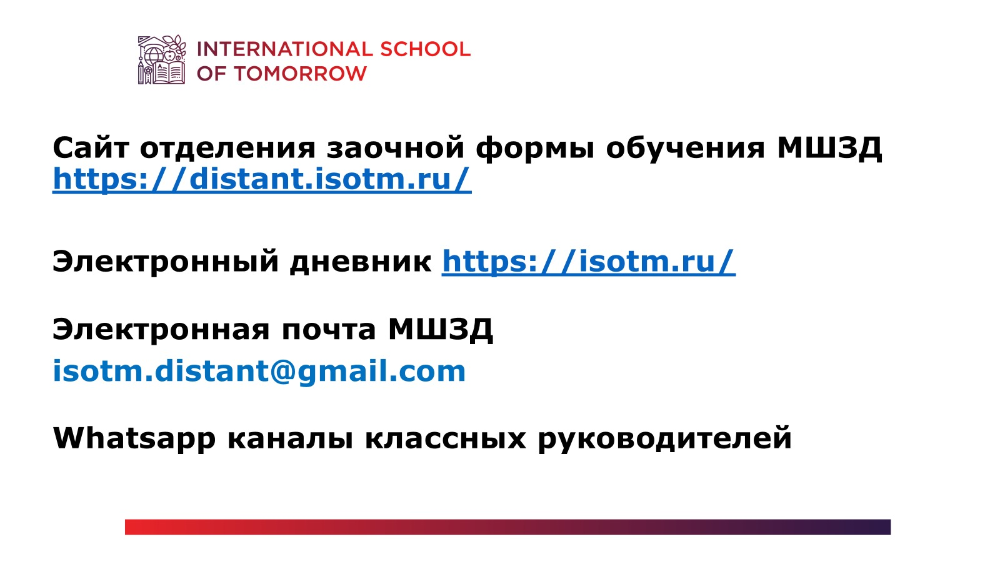 INTERNATIONAL SCHOOL
OF TOMORROW
Сайт отделения заочной формы обучения МШЗД
https://distant.isotm.ru/
Электронный дневник https://isotm.ru/
Электронная почта МШЗД
isotm.distant@gmail.com
Whatsapp каналы классных руководителей